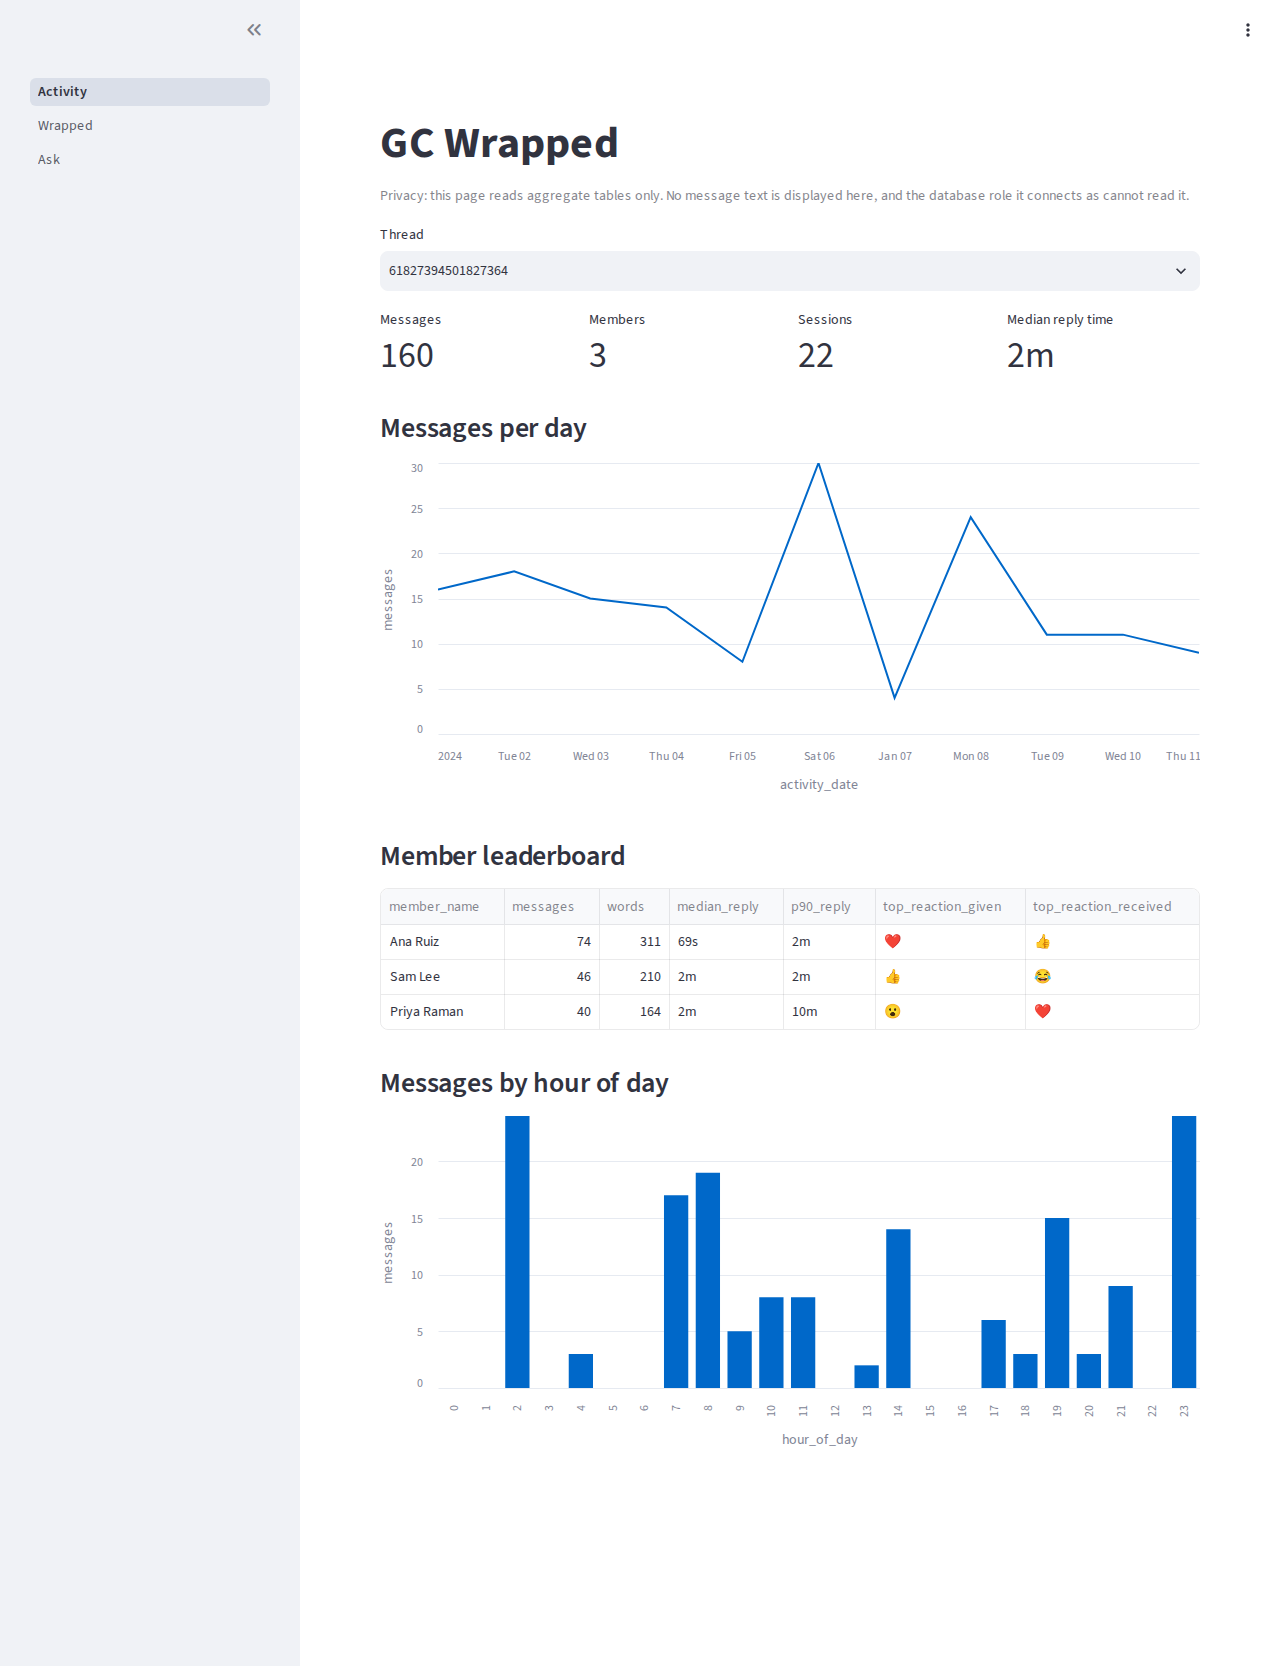 Activity
Wrapped
Ask
GC Wrapped
Privacy: this page reads aggregate tables only. No message text is displayed here, and the database role it connects as cannot read it.
Thread
61827394501827364
Messages Members Sessions Median reply time
160 3 22 2m
Messages per day
30
25
20
15
10
5
0
messages
2024 Tue 02 Wed 03 Thu 04 Fri 05 Sat 06 Jan 07 Mon 08 Tue 09 Wed 10 Thu 11
activity_date
Member leaderboard
member_name messages words median_reply p90_reply top_reaction_given top_reaction_received
Ana Ruiz 74 311 69s 2m ❤️ 👍
Sam Lee 46 210 2m 2m 👍 😂
Priya Raman 40 164 2m 10m 😮 ❤️
Messages by hour of day
20
15
10
5
0
messages
0 1 2 3 4 5 6 7 8 9 10 11 12 13 14 15 16 17 18 19 20 21 22 23
hour_of_day